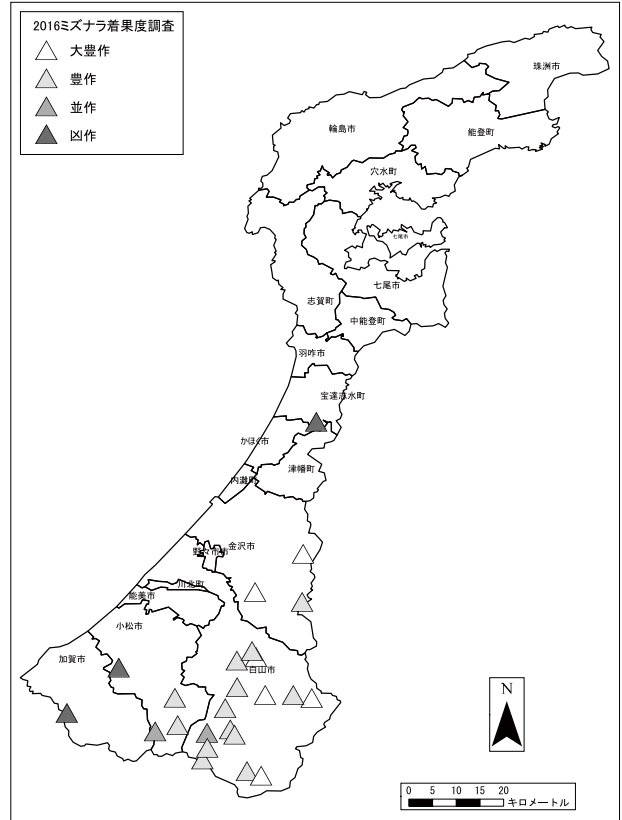 2016ミズナラ着果度調査
大豊作
豊作
並作
凶作
珠洲市
輪島市
能登町
穴水町
七尾市
七尾市
志賀町
中能登町
羽咋市
宝達志水町
かほく市
津幡町
内灘町
金沢市
野々市市
川北町
能美市
小松市
加賀市
白山市
N
0 5 10 15 20
キロメートル